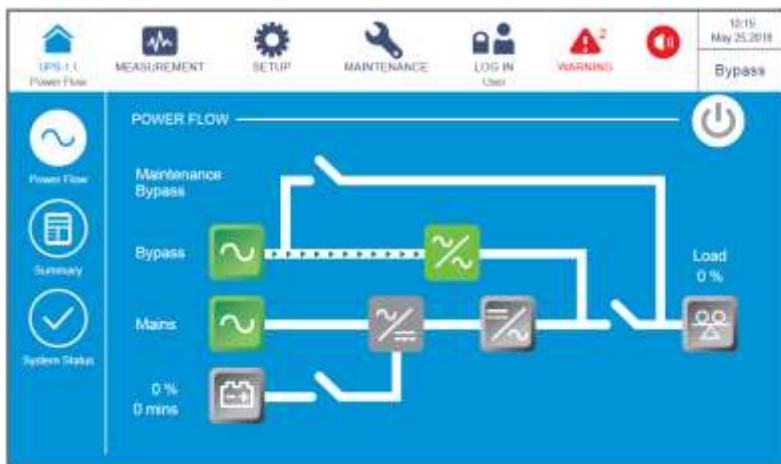 UPS-1.1
Power Flow
MEASUREMENT
SETUP
MAINTENANCE
LOG IN
User
2
WARNING
10:15
May 25,2018
Bypass
POWER FLOW
Power Flow
Summary
System Status
Maintenance
Bypass
Bypass
Mains
0 %
0 mins
Load
0 %